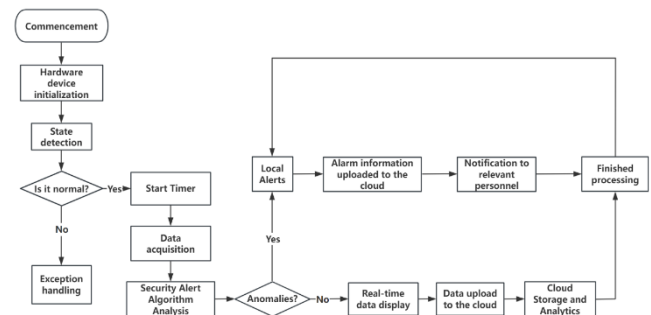 Commencement
Hardware
device
initialization
State
detection
Is it normal?
Yes
Start Timer
No
Data
acquisition
Exception
handling
Security Alert
Algorithm
Analysis
Anomalies?
Yes
Local
Alerts
Alarm information
uploaded to the
cloud
Notification to
relevant
personnel
Finished
processing
No
Real-time
data display
Data upload
to the cloud
Cloud
Storage and
Analytics